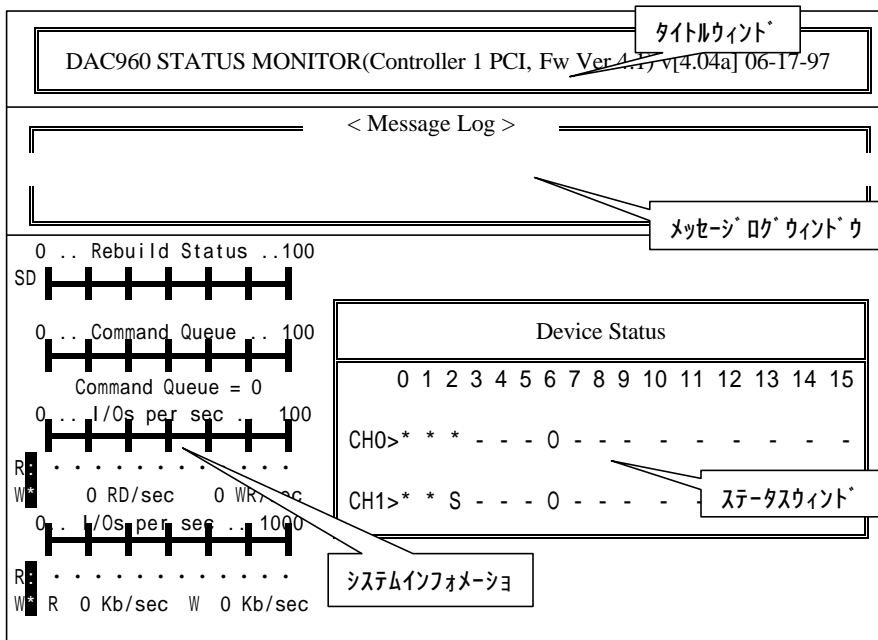 ﾀｲﾄﾙｳｨﾝﾄﾞ
DAC960 STATUS MONITOR(Controller 1 PCI, Fw Ver 4.1) v[4.04a] 06-17-97
< Message Log >
ﾒｯｾｰｼﾞﾛｸﾞｳｨﾝﾄﾞｳ
0 .. Rebuild Status ..100
SD
0 .. Command Queue .. 100
Command Queue = 0
0 ... I/Os per sec .. 100
R:
W* 0 RD/sec 0 WR/sec
0.. I/Os per sec .. 1000
R:
W* R 0 Kb/sec W 0 Kb/sec
Device Status
0 1 2 3 4 5 6 7 8 9 10 11 12 13 14 15
CH0>* * * - - - O - - - - - - - - -
CH1>* * S - - - O - - - - -
ｽﾃｰﾀｽｳｨﾝﾄﾞ
ｼｽﾃﾑｲﾝﾌｫﾒｰｼｮ